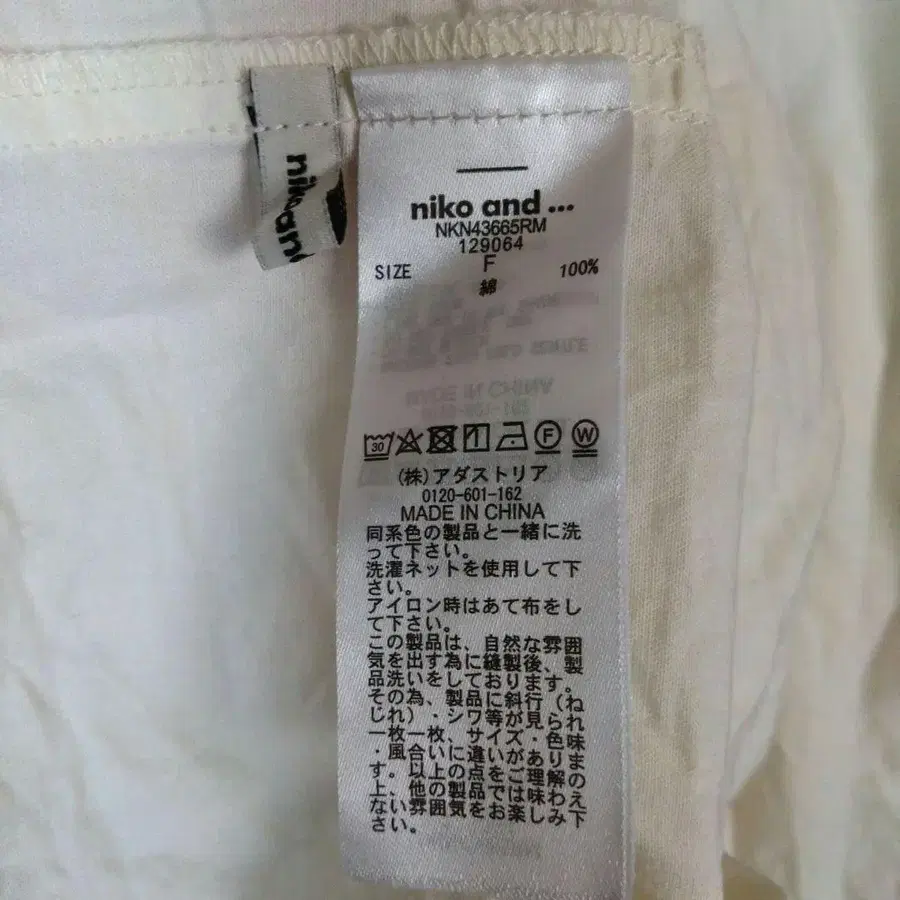 niko and ...
NKN43665RM
129064
SIZE F 100%
綿
MADE IN CHINA
0120-601-162
30 F W
(株)アダストリア
0120-601-162
MADE IN CHINA
同系色の製品と一緒に洗
って下さい。
洗濯ネットを使用して下
さい。
アイロン時はあて布をし
て下さい。
この製品は、自然な雰囲
気を出す為に縫製後、製
品洗いをしております。
その為、製品に斜行(ね
じれ)・シワ等が見られ
一枚一枚、サイズ・色味
・風合いに違いがありま
す。以上の点をご理解の
上、他の製品では味わえ
ない雰囲気をお楽しみ下
さい。